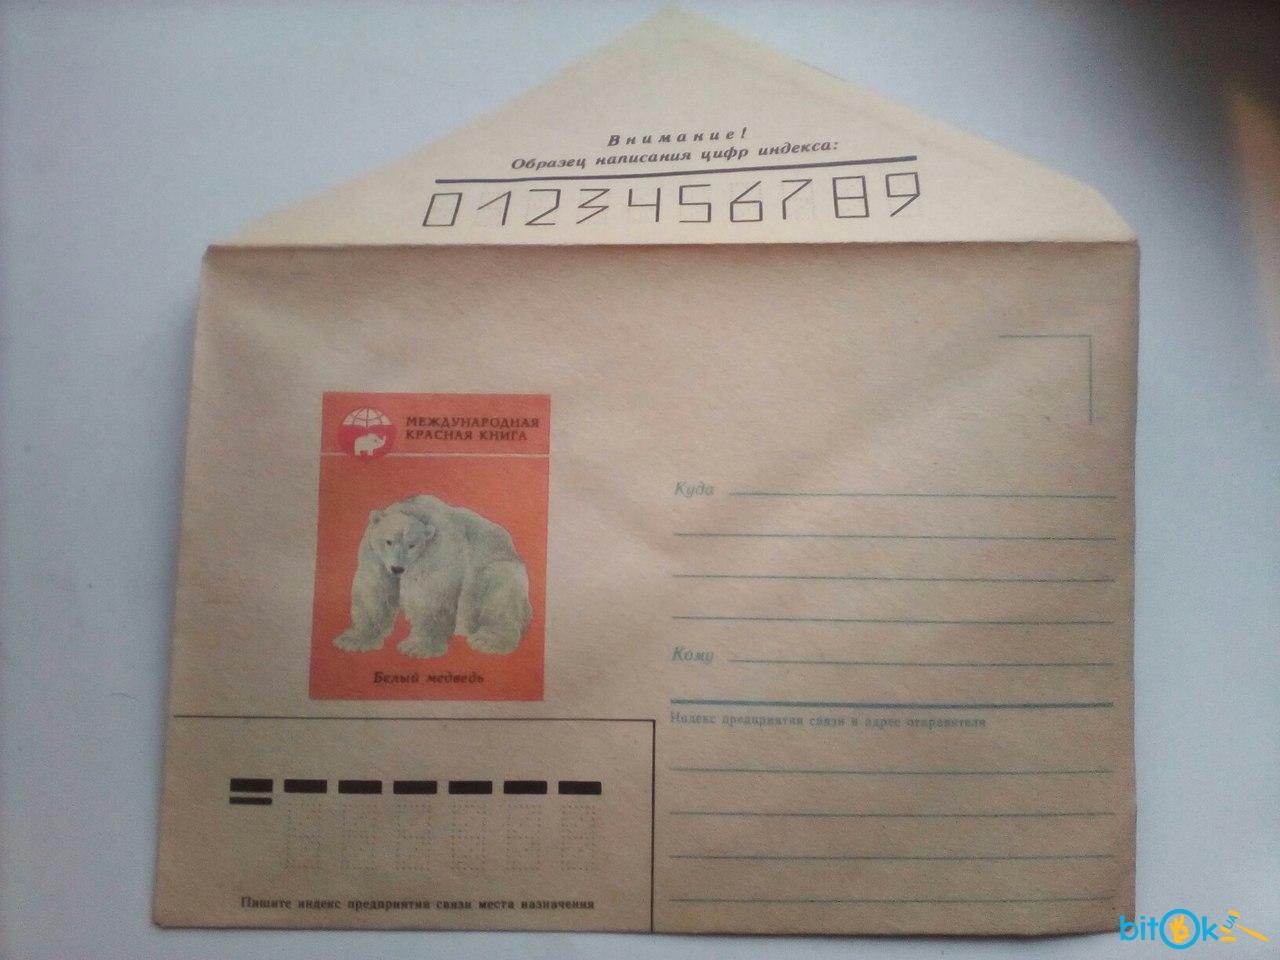 Внимание!
Образец написания цифр индекса:
0123456789
МЕЖДУНАРОДНАЯ
КРАСНАЯ КНИГА
Белый медведь
Куда
Кому
Индекс предприятия связи и адрес отправителя
Пишите индекс предприятия связи места назначения
bitOk UA